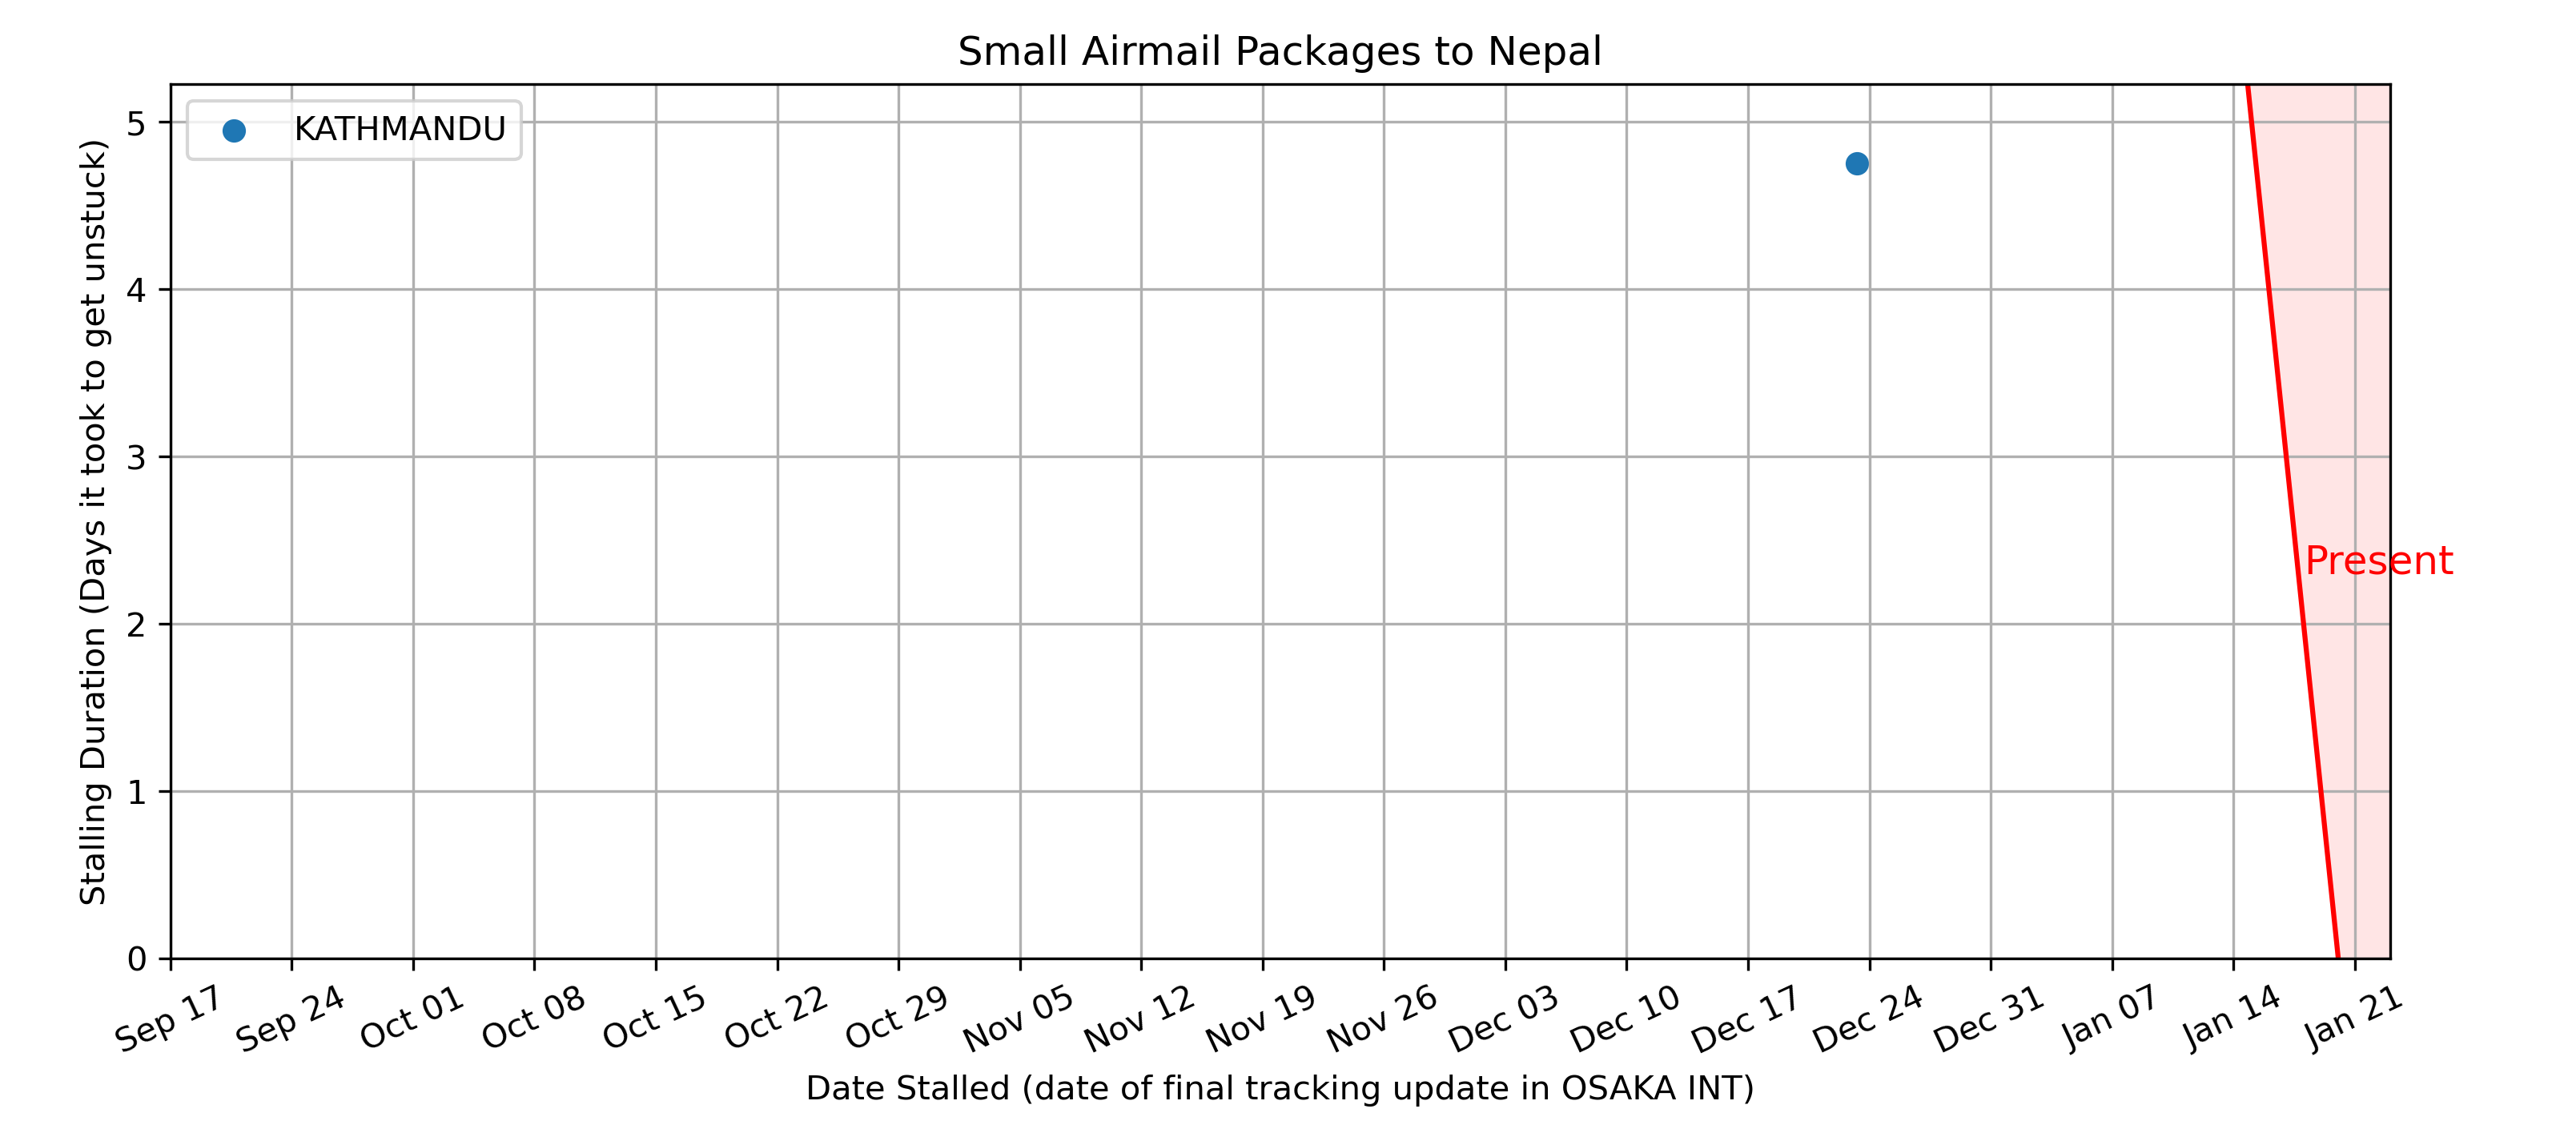 Small Airmail Packages to Nepal
KATHMANDU
Stalling Duration (Days it took to get unstuck)
5
4
3
2
1
0
Present
Sep 17
Sep 24
Oct 01
Oct 08
Oct 15
Oct 22
Oct 29
Nov 05
Nov 12
Nov 19
Nov 26
Dec 03
Dec 10
Dec 17
Dec 24
Dec 31
Jan 07
Jan 14
Jan 21
Date Stalled (date of final tracking update in OSAKA INT)